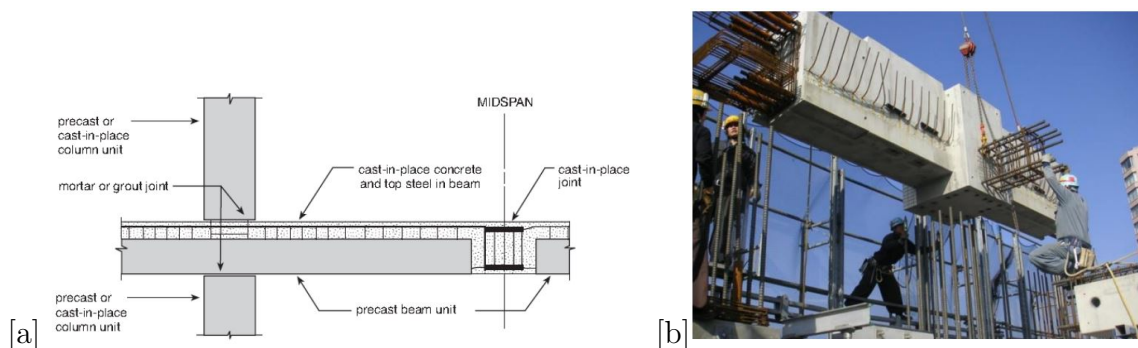 MIDSPAN
precast or
cast-in-place
column unit
mortar or grout joint
cast-in-place concrete
and top steel in beam
cast-in-place
joint
precast or
cast-in-place
column unit
precast beam unit
[a]
[b]